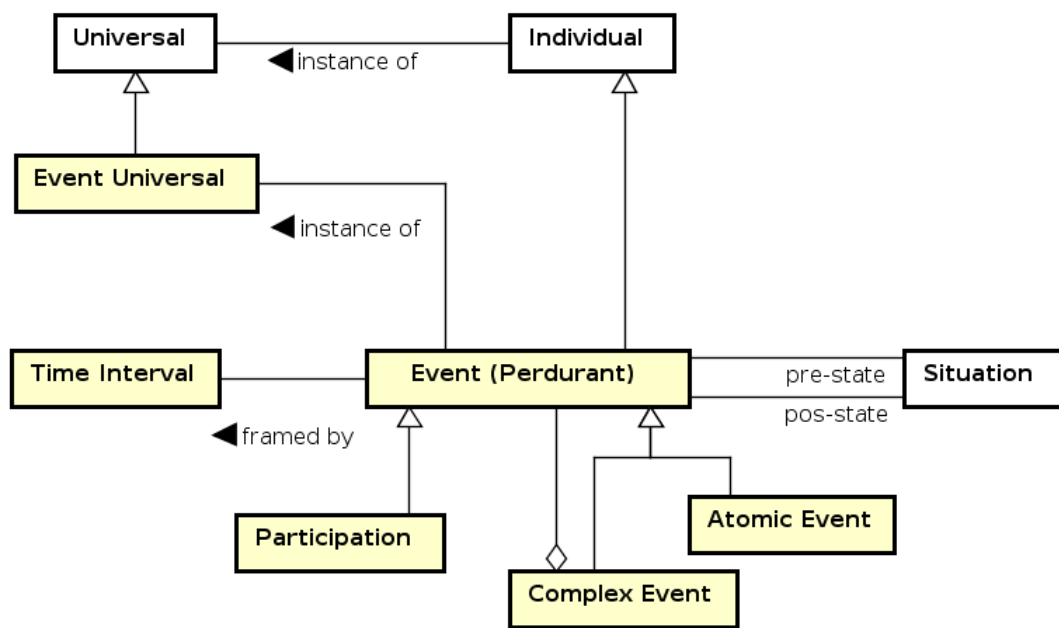 Universal
Individual
instance of
Event Universal
instance of
Time Interval
Event (Perdurant)
Situation
pre-state
pos-state
framed by
Participation
Atomic Event
Complex Event